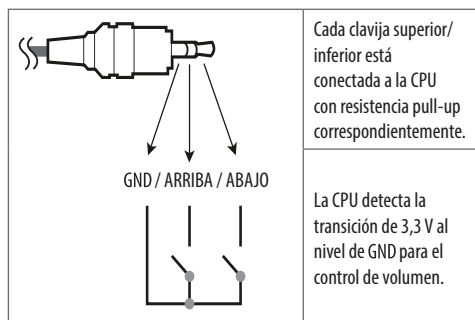 Cada clavija superior/
inferior está
conectada a la CPU
con resistencia pull-up
correspondientemente.
GND / ARRIBA / ABAJO
La CPU detecta la
transición de 3,3 V al
nivel de GND para el
control de volumen.